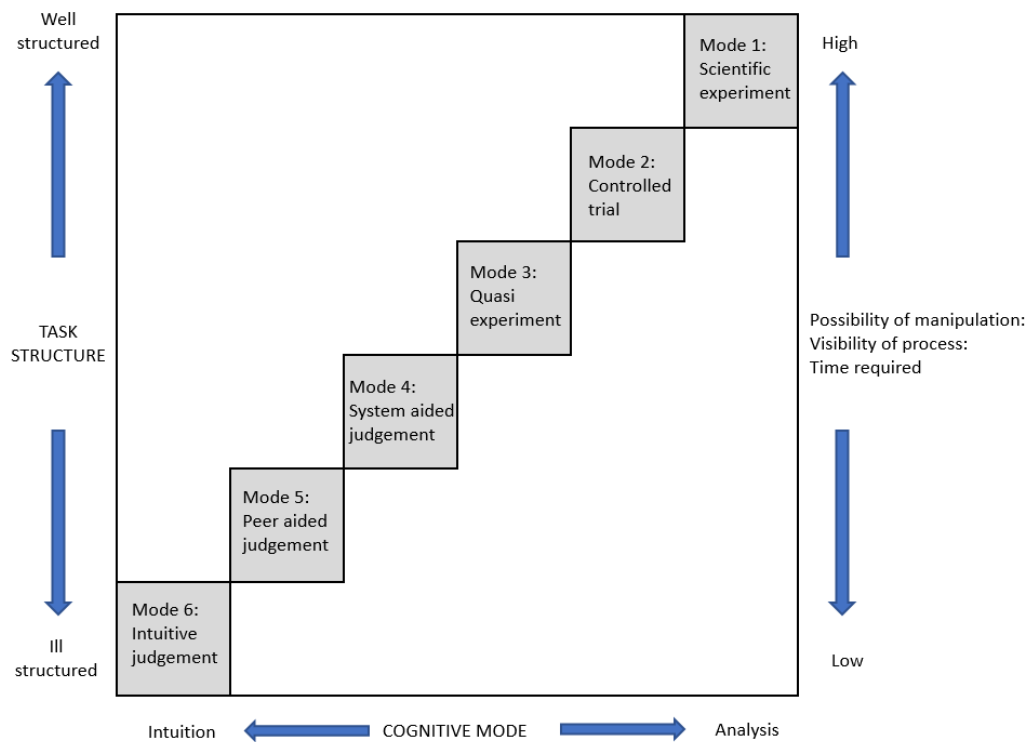 Well
structured
High
Mode 1:
Scientific
experiment
Mode 2:
Controlled
trial
Mode 3:
Quasi
experiment
TASK
STRUCTURE
Possibility of manipulation:
Visibility of process:
Time required
Mode 4:
System aided
judgement
Mode 5:
Peer aided
judgement
Mode 6:
Intuitive
judgement
Ill
structured
Low
Intuition
COGNITIVE MODE
Analysis